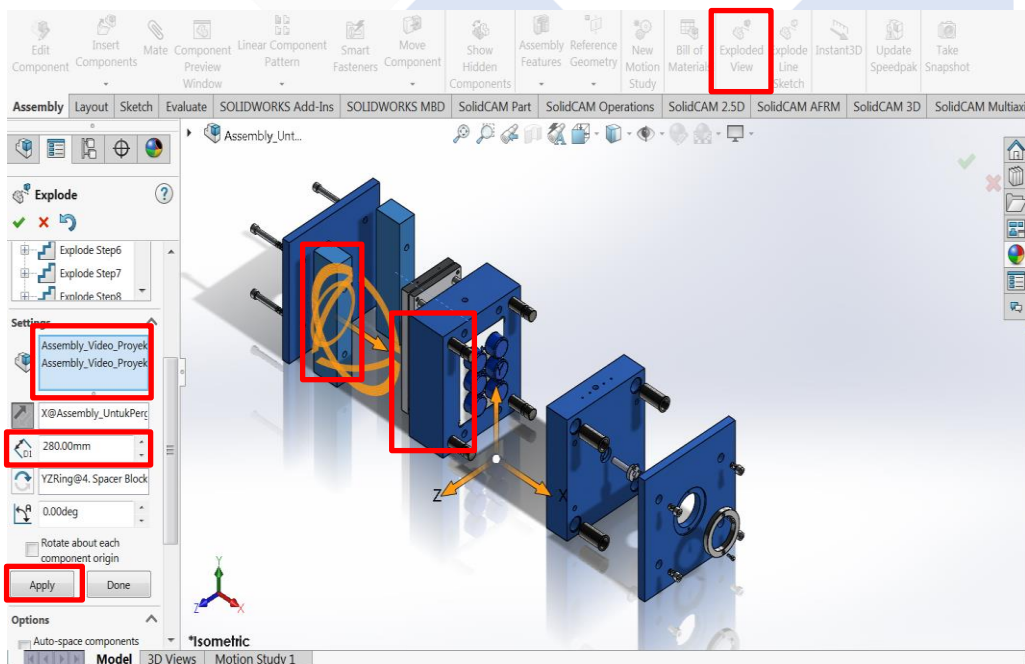 Edit Component
Insert Components
Mate
Component Preview Window
Linear Component Pattern
Smart Fasteners
Move Component
Show Hidden Components
Assembly Features
Reference Geometry
New Motion Study
Bill of Materials
Exploded View
Explode Line Sketch
Instant3D
Update Speedpak
Take Snapshot
Assembly Layout Sketch Evaluate SOLIDWORKS Add-Ins SOLIDWORKS MBD SolidCAM Part SolidCAM Operations SolidCAM 2.5D SolidCAM AFRM SolidCAM 3D SolidCAM Multiaxi
Assembly_Unt...
Explode
?
Explode Step6
Explode Step7
Explode Step8
Settings
Assembly_Video_Proyek
Assembly_Video_Proyek
X@Assembly_UntukPerg
D1 280.00mm
YZRing@4. Spacer Block
A 0.00deg
Rotate about each
component origin
Apply Done
Options
Auto-space components
Z X
Y
Z X
*Isometric
Model 3D Views Motion Study 1